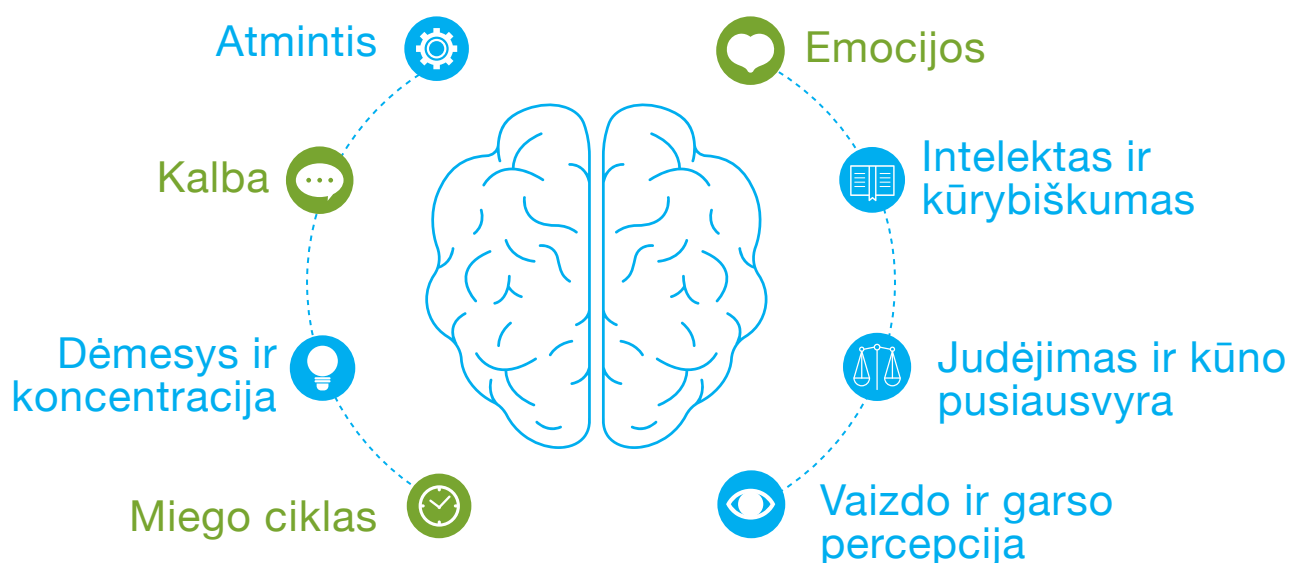 Atmintis
Kalba
Dėmesys ir
koncentracija
Miego ciklas
Emocijos
Intelektas ir
kūrybiškumas
Judėjimas ir kūno
pusiausvyra
Vaizdo ir garso
percepcija